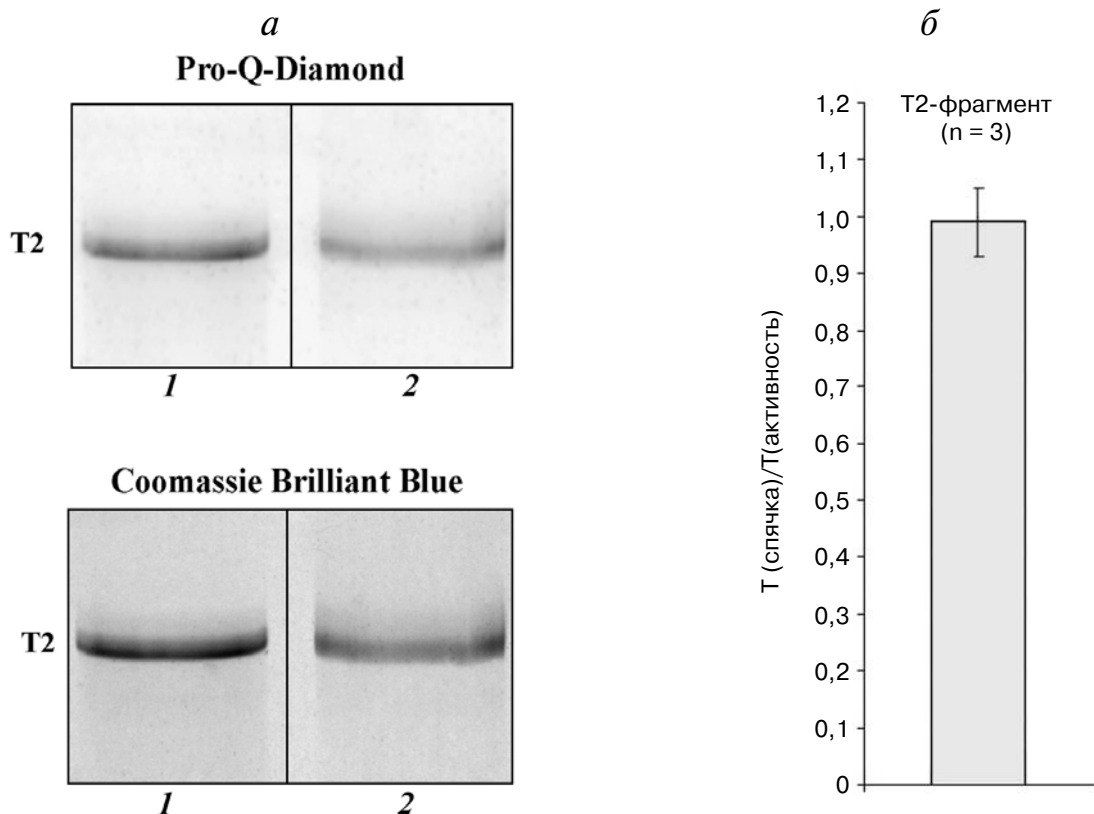 а
Pro-Q-Diamond
T2
1 2
Coomassie Brilliant Blue
T2
1 2
б
Т2-фрагмент
(n = 3)
1,2
1,1
1,0
0,9
0,8
0,7
0,6
0,5
0,4
0,3
0,2
0,1
0
Т (спячка)/Т(активность)